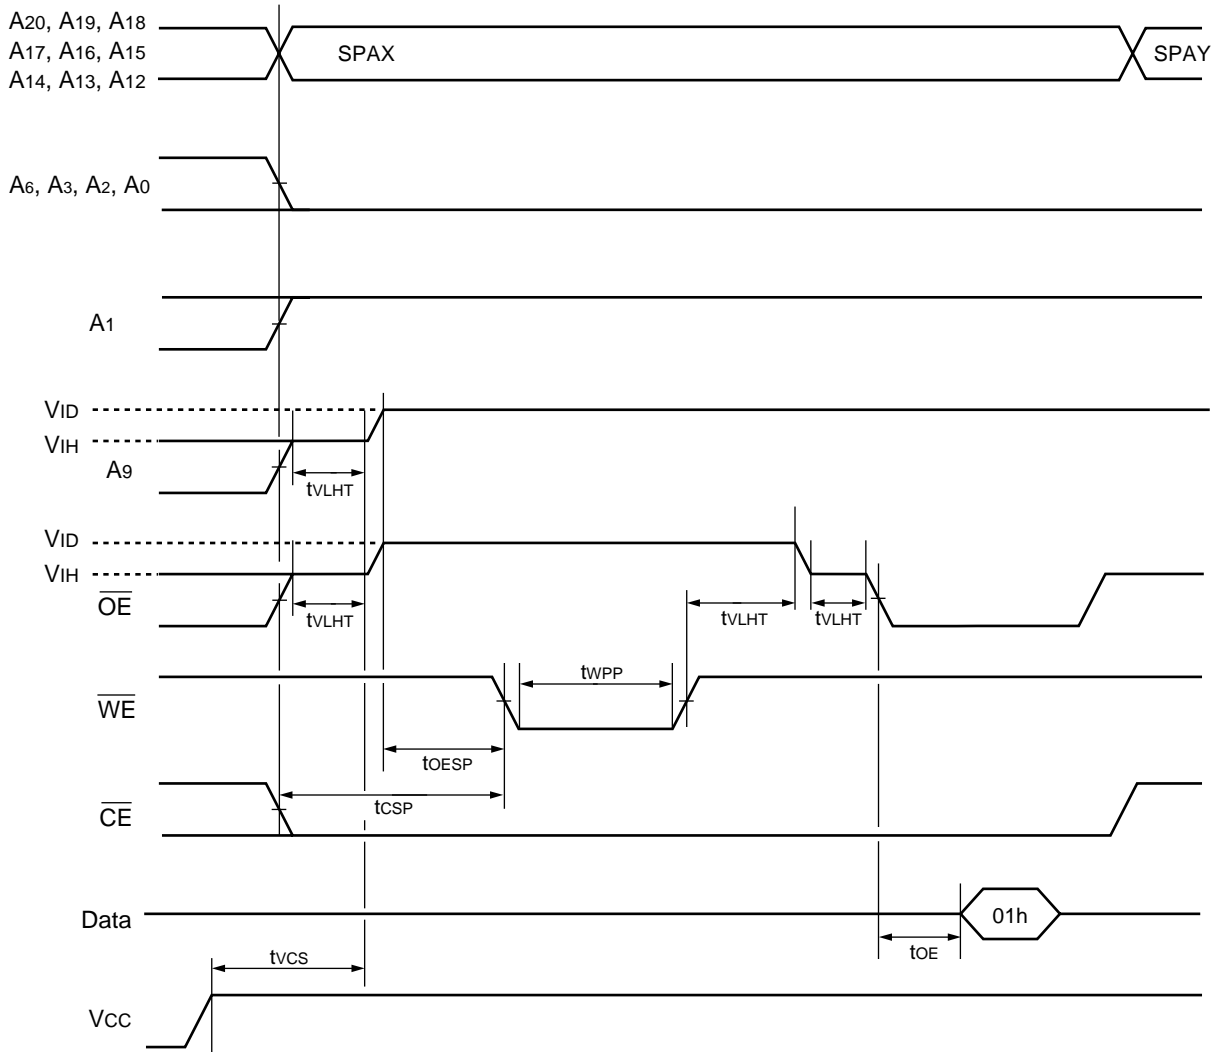 A20, A19, A18
A17, A16, A15
A14, A13, A12
SPAX
SPAY
A6, A3, A2, A0
A1
VID
VIH
A9
tVLHT
VID
VIH
OE
tVLHT
tVLHT
tVLHT
tWPP
WE
tOESP
tCSP
CE
Data
01h
tOE
tVCS
VCC